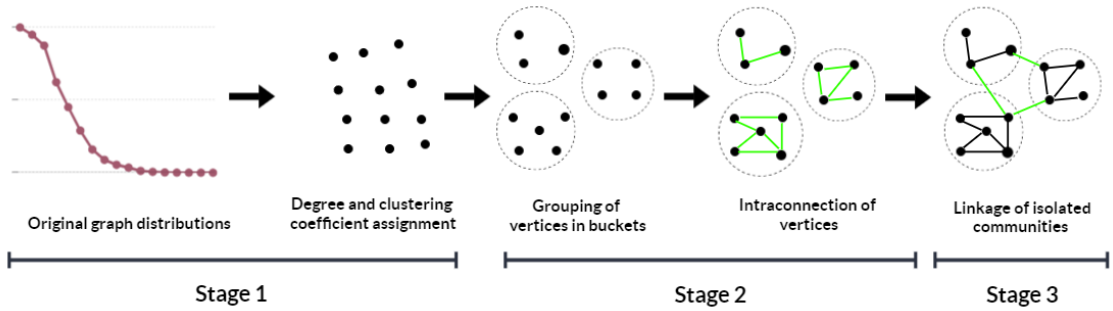 Original graph distributions
Degree and clustering
coefficient assignment
Grouping of
vertices in buckets
Intraconnection of
vertices
Linkage of isolated
communities
Stage 1
Stage 2
Stage 3